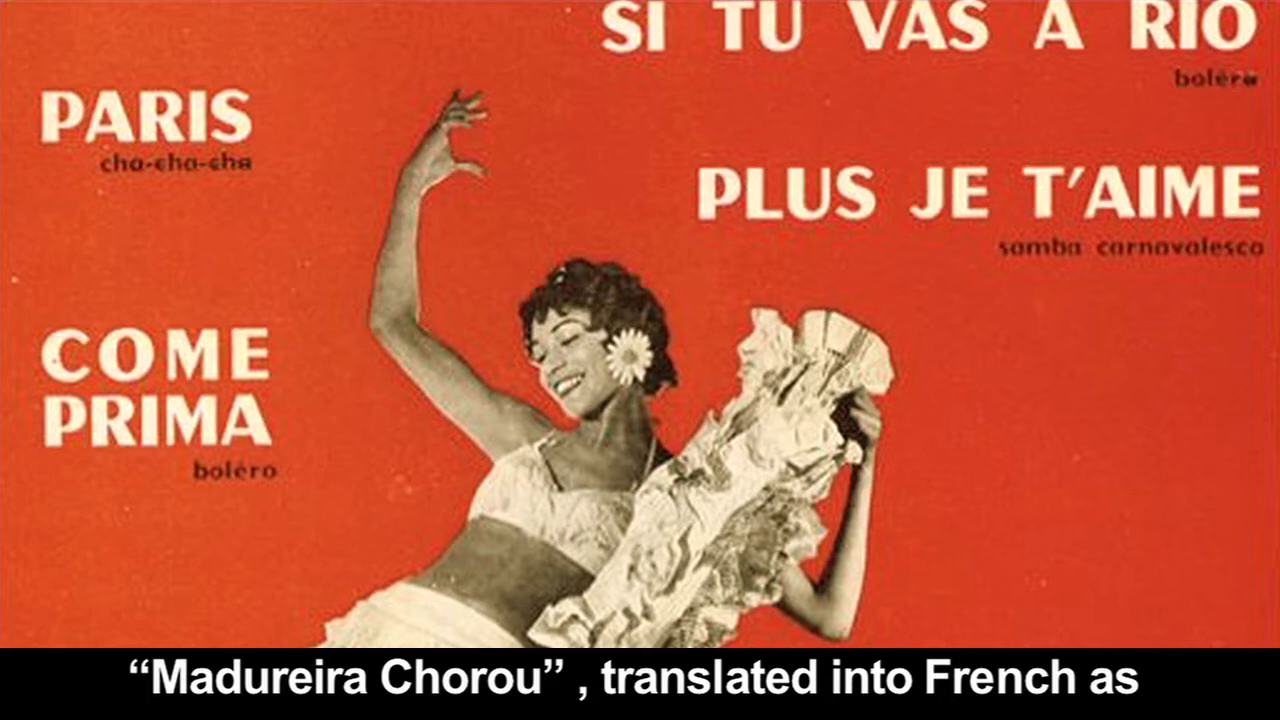 SI TU VAS A RIO
boléro
PARIS
cha-cha-cha
PLUS JE T'AIME
samba carnavalesco
COME
PRIMA
boléro
“Madureira Chorou” , translated into French as